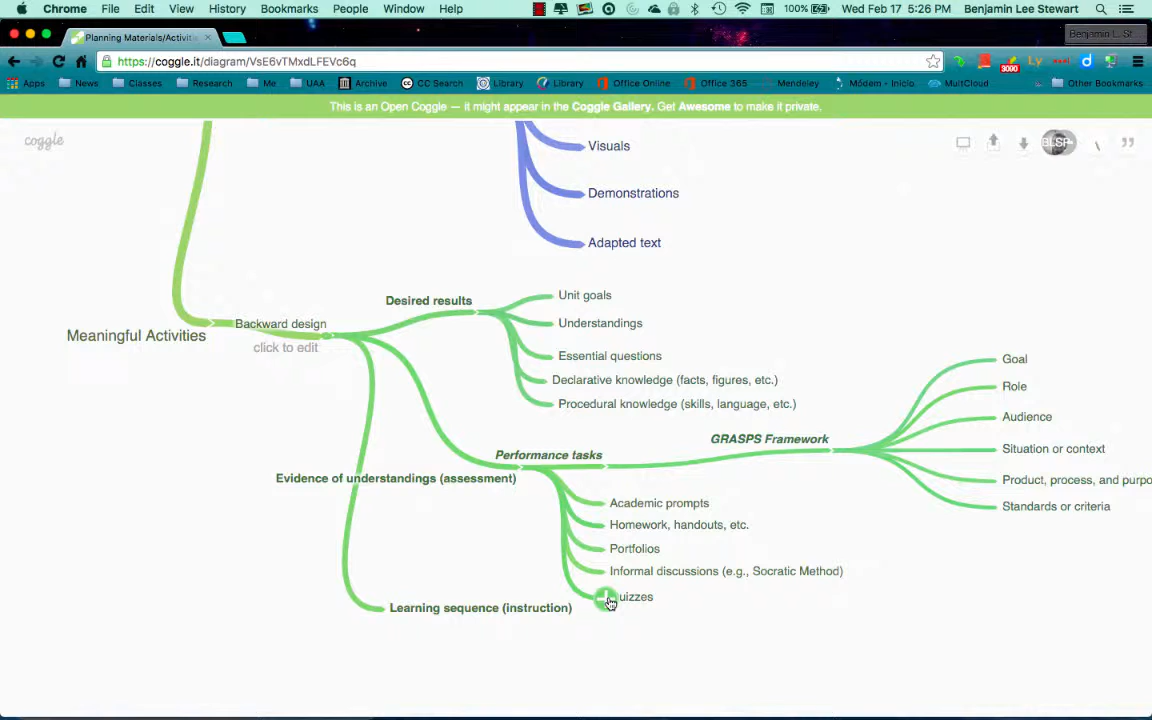 Chrome File Edit View History Bookmarks People Window Help 100% Wed Feb 17 5:26 PM Benjamin Lee Stewart
Planning Materials/Activiti Benjamin L. St
https://coggle.it/diagram/VsE6vTMxdLFEVc6q 3000
Apps News Classes Research Me UAA Archive CC Search Library Library Office Online Office 365 Mendeley Módem - Inicio MultCloud » Other Bookmarks
This is an Open Coggle — it might appear in the Coggle Gallery. Get Awesome to make it private.
coggle
BLSP
Visuals
Demonstrations
Adapted text
Meaningful Activities
Backward design
click to edit
Desired results
Unit goals
Understandings
Essential questions
Declarative knowledge (facts, figures, etc.)
Procedural knowledge (skills, language, etc.)
Evidence of understandings (assessment)
Performance tasks
GRASPS Framework
Goal
Role
Audience
Situation or context
Product, process, and purpo
Standards or criteria
Academic prompts
Homework, handouts, etc.
Portfolios
Informal discussions (e.g., Socratic Method)
uizzes
Learning sequence (instruction)